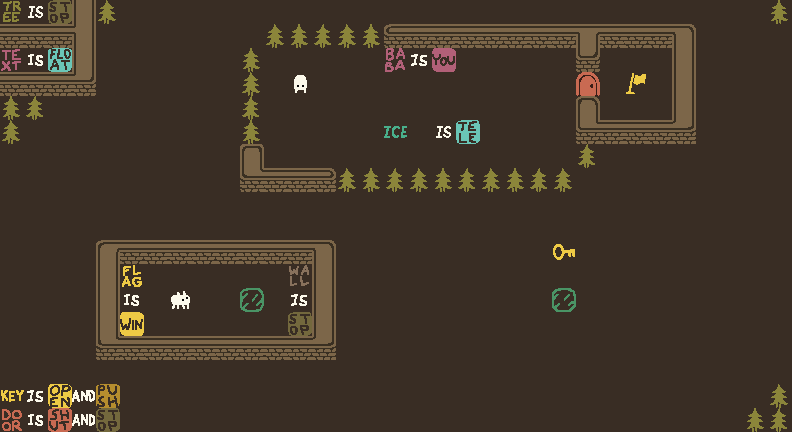 TREE IS STOP
TEXT IS FLOAT
BABA IS YOU
ICE IS TELE
FLAG IS WIN
WALL IS STOP
KEY IS OPEN AND PUSH
DOOR IS SHUT AND STOP